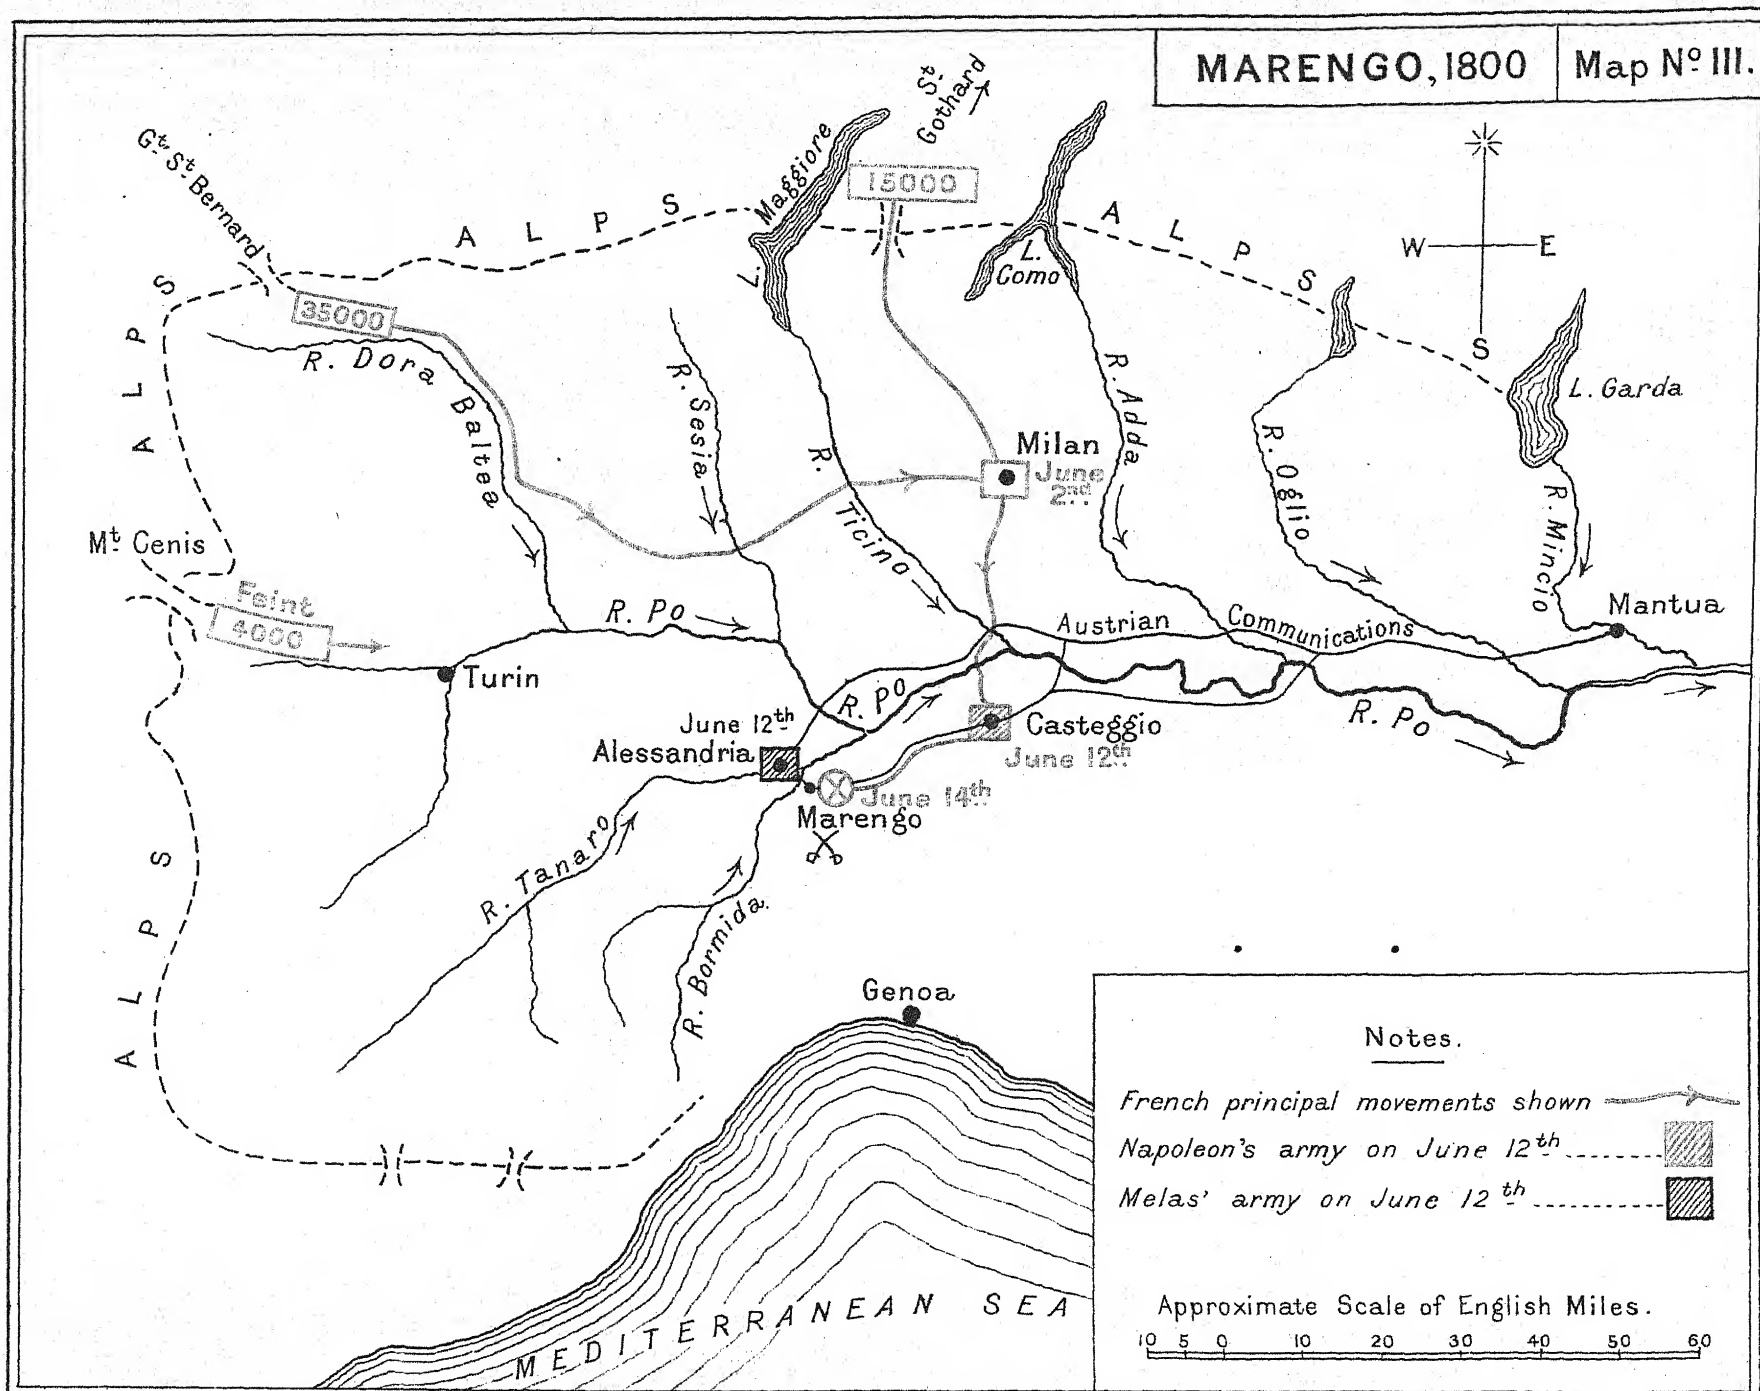 MARENGO, 1800
Map Nº III.
St
Gothard
Gt. St. Bernard
L. Maggiore
15000
ALPS
ALPS
L.
Como
W
E
S
35000
ALPS
R. Dora Baltea
R. Sesia
R. Ticino
R. Adda
R. Oglio
L. Garda
R. Mincio
Milan
June
2nd
Mt Cenis
Feint
4000
R. Po
Austrian Communications
Mantua
Turin
R. Po
R. Po
June 12th
Alessandria
Casteggio
June 12th
June 14th
Marengo
R. Tanaro
R. Bormida.
ALPS
Genoa
MEDITERRANEAN SEA
Notes.
French principal movements shown
Napoleon's army on June 12th
Melas' army on June 12th
Approximate Scale of English Miles.
10 5 0 10 20 30 40 50 60